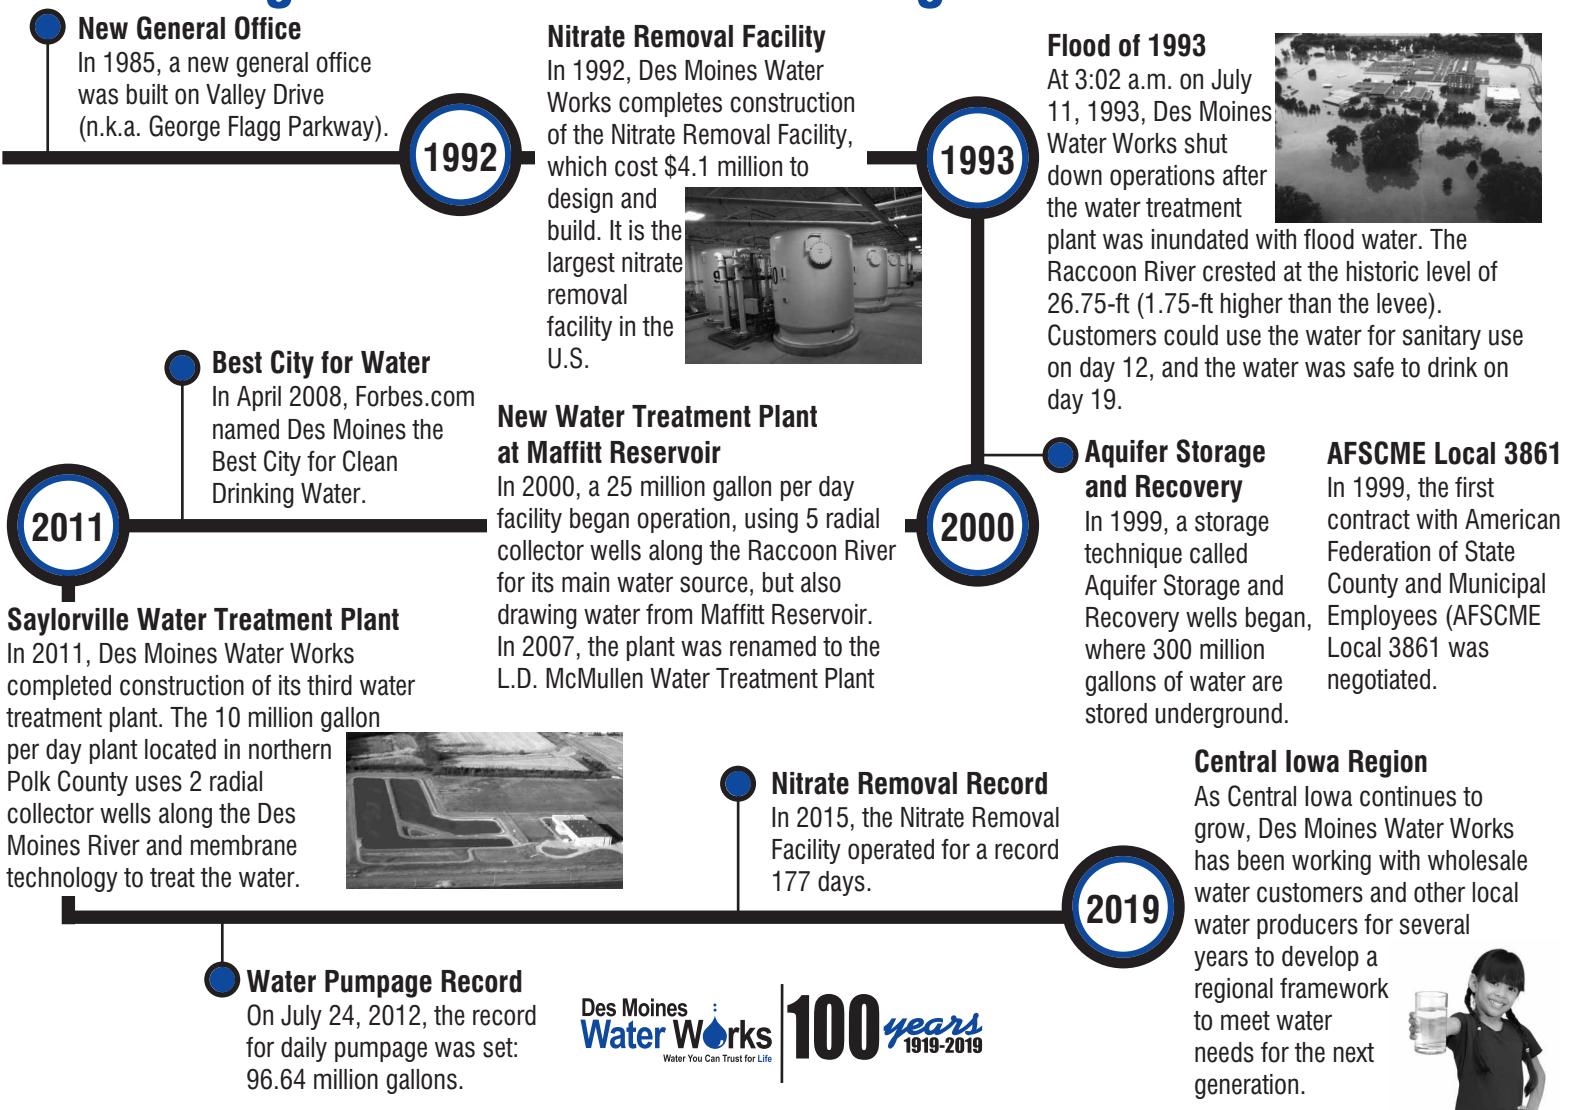 New General Office
In 1985, a new general office
was built on Valley Drive
(n.k.a. George Flagg Parkway).
1992
Nitrate Removal Facility
In 1992, Des Moines Water
Works completes construction
of the Nitrate Removal Facility,
which cost $4.1 million to
design and
build. It is the
largest nitrate
removal
facility in the
U.S.
1993
Flood of 1993
At 3:02 a.m. on July
11, 1993, Des Moines
Water Works shut
down operations after
the water treatment
plant was inundated with flood water. The
Raccoon River crested at the historic level of
26.75-ft (1.75-ft higher than the levee).
Customers could use the water for sanitary use
on day 12, and the water was safe to drink on
day 19.
Aquifer Storage
and Recovery
In 1999, a storage
technique called
Aquifer Storage and
Recovery wells began,
where 300 million
gallons of water are
stored underground.
AFSCME Local 3861
In 1999, the first
contract with American
Federation of State
County and Municipal
Employees (AFSCME
Local 3861 was
negotiated.
2000
New Water Treatment Plant
at Maffitt Reservoir
In 2000, a 25 million gallon per day
facility began operation, using 5 radial
collector wells along the Raccoon River
for its main water source, but also
drawing water from Maffitt Reservoir.
In 2007, the plant was renamed to the
L.D. McMullen Water Treatment Plant
Best City for Water
In April 2008, Forbes.com
named Des Moines the
Best City for Clean
Drinking Water.
2011
Saylorville Water Treatment Plant
In 2011, Des Moines Water Works
completed construction of its third water
treatment plant. The 10 million gallon
per day plant located in northern
Polk County uses 2 radial
collector wells along the Des
Moines River and membrane
technology to treat the water.
Water Pumpage Record
On July 24, 2012, the record
for daily pumpage was set:
96.64 million gallons.
Nitrate Removal Record
In 2015, the Nitrate Removal
Facility operated for a record
177 days.
2019
Central Iowa Region
As Central Iowa continues to
grow, Des Moines Water Works
has been working with wholesale
water customers and other local
water producers for several
years to develop a
regional framework
to meet water
needs for the next
generation.
Des Moines
Water Works
Water You Can Trust for Life
100 years
1919-2019